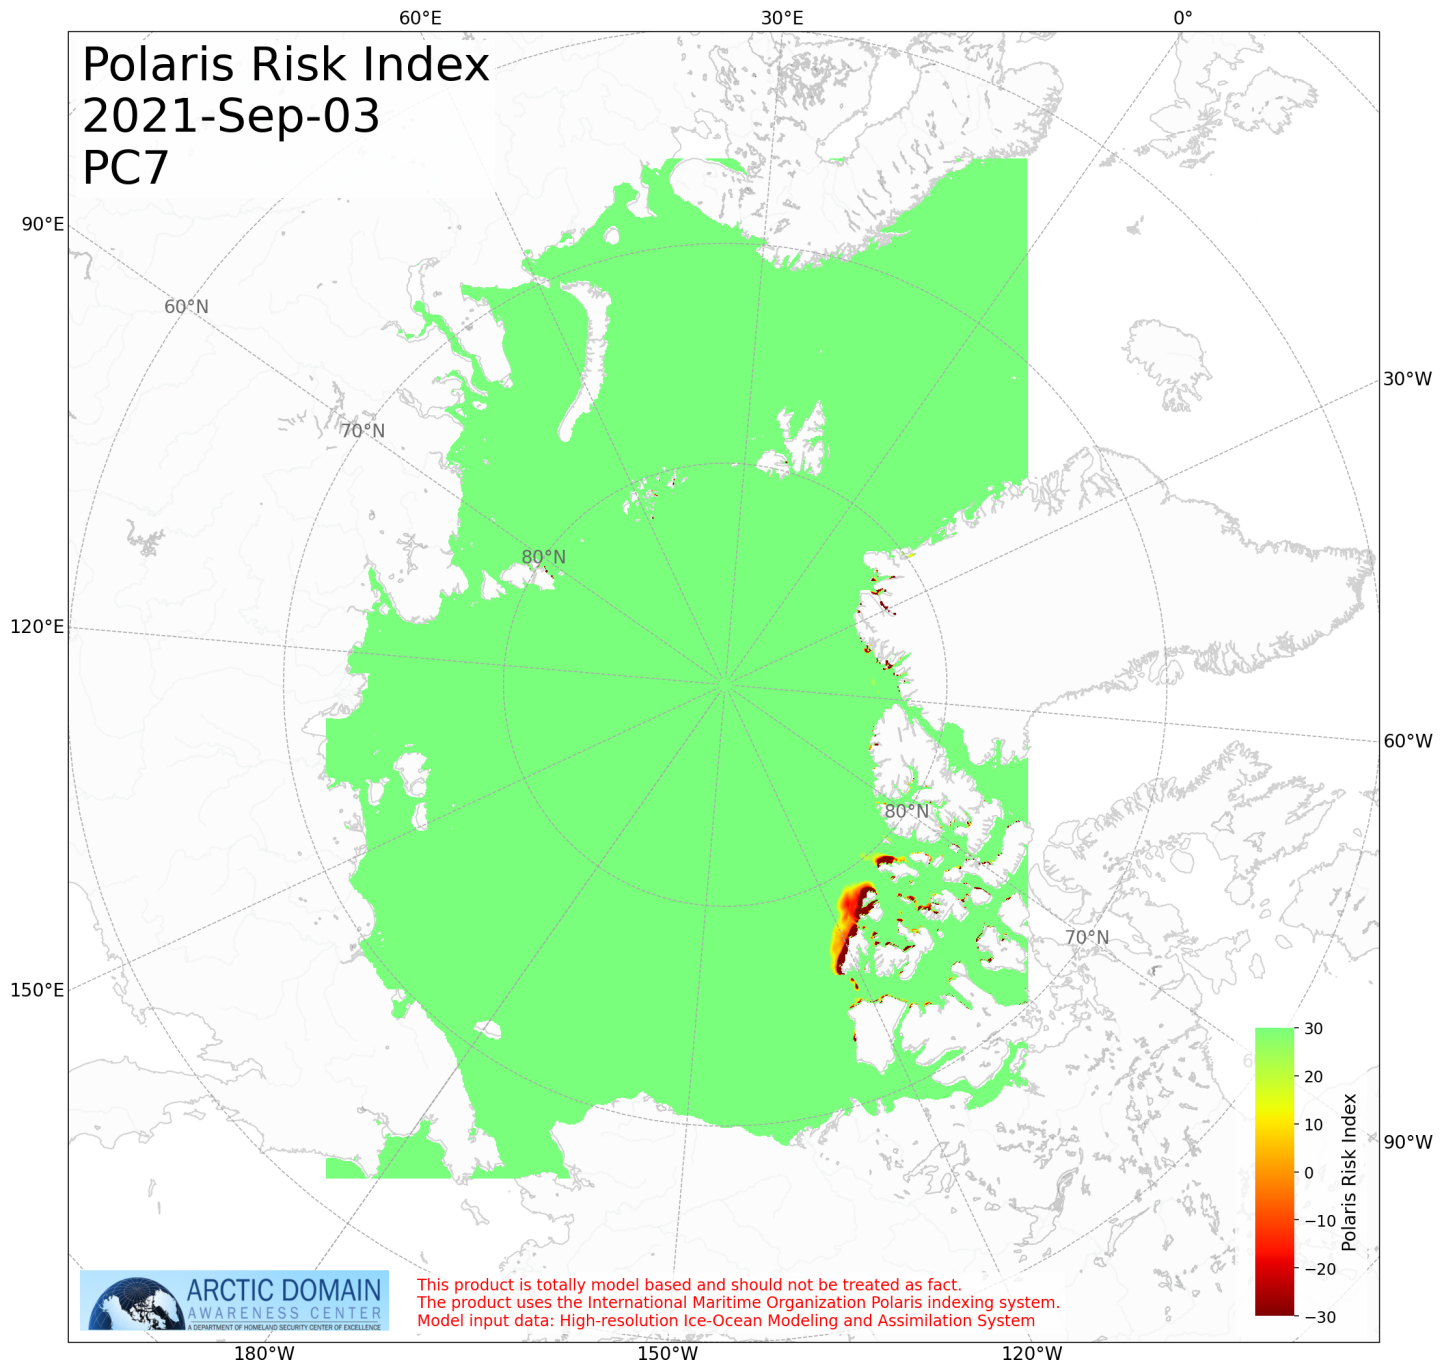 60°E
30°E
0°
Polaris Risk Index
2021-Sep-03
PC7
90°E
60°N
30°W
70°N
80°N
120°E
60°W
80°N
70°N
150°E
30
20
10
0
−10
−20
−30
Polaris Risk Index
90°W
ARCTIC DOMAIN
AWARENESS CENTER
A DEPARTMENT OF HOMELAND SECURITY CENTER OF EXCELLENCE
This product is totally model based and should not be treated as fact.
The product uses the International Maritime Organization Polaris indexing system.
Model input data: High-resolution Ice-Ocean Modeling and Assimilation System
180°W
150°W
120°W